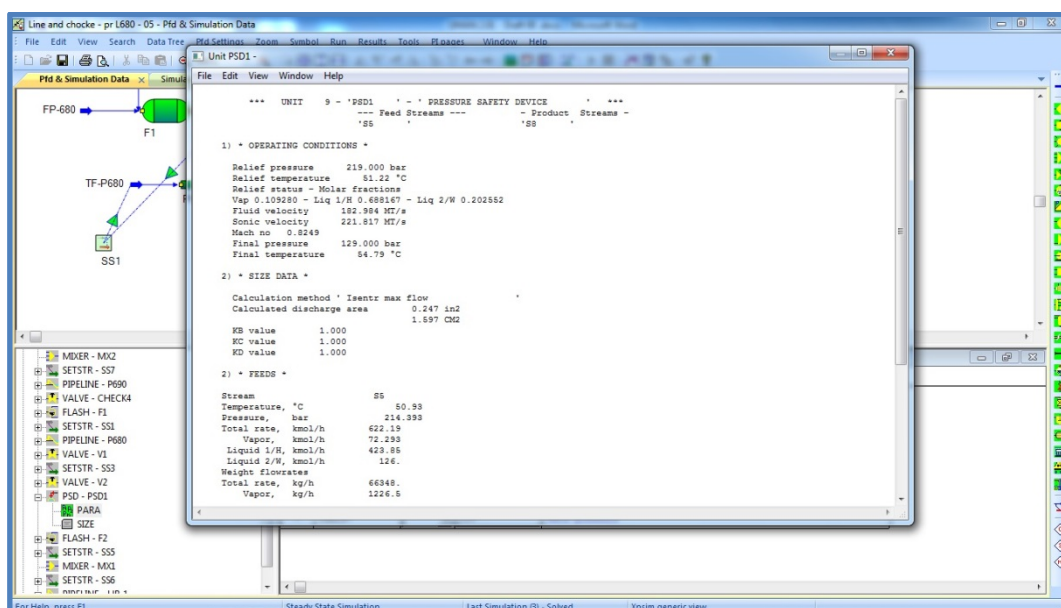 Line and chocke - pr L680 - 05 - Pfd & Simulation Data
File Edit View Search Data Tree Pfd Settings Zoom Symbol Run Results Tools PI pages Window Help
Pfd & Simulation Data
FP-680
F1
TF-P680
SS1
Unit PSD1 -
File Edit View Window Help
*** UNIT 9 - 'PSD1 ' - ' PRESSURE SAFETY DEVICE ' ***
--- Feed Streams --- - Product Streams -
'S5 ' 'S8 '
1) * OPERATING CONDITIONS *
Relief pressure 219.000 bar
Relief temperature 51.22 °C
Relief status - Molar fractions
Vap 0.109280 - Liq 1/H 0.688167 - Liq 2/W 0.202552
Fluid velocity 182.984 MT/s
Sonic velocity 221.817 MT/s
Mach no 0.8249
Final pressure 129.000 bar
Final temperature 54.79 °C
2) * SIZE DATA *
Calculation method ' Isentr max flow '
Calculated discharge area 0.247 in2
1.597 CM2
KB value 1.000
KC value 1.000
KD value 1.000
2) * FEEDS *
Stream S5
Temperature, °C 50.93
Pressure, bar 214.393
Total rate, kmol/h 622.19
Vapor, kmol/h 72.293
Liquid 1/H, kmol/h 423.85
Liquid 2/W, kmol/h 126.
Weight flowrates
Total rate, kg/h 66348.
Vapor, kg/h 1226.5
MIXER - MX2
SETSTR - SS7
PIPELINE - P690
VALVE - CHECK4
FLASH - F1
SETSTR - SS1
PIPELINE - P680
VALVE - V1
SETSTR - SS3
VALVE - V2
PSD - PSD1
PARA
SIZE
FLASH - F2
SETSTR - SS5
MIXER - MX1
SETSTR - SS6
For Help, press F1
Steady State Simulation
Last Simulation (3) - Solved
Xpsim generic view